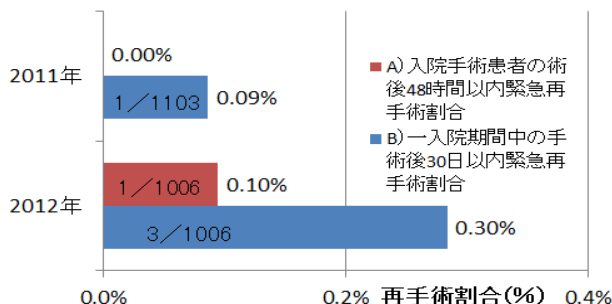 2011年
0.00%
1／1103
0.09%
A）入院手術患者の術
後48時間以内緊急再
手術割合
B）一入院期間中の手
術後30日以内緊急再
手術割合
2012年
1／1006
0.10%
3／1006
0.30%
0.0%
0.2%
再手術割合(%)
0.4%